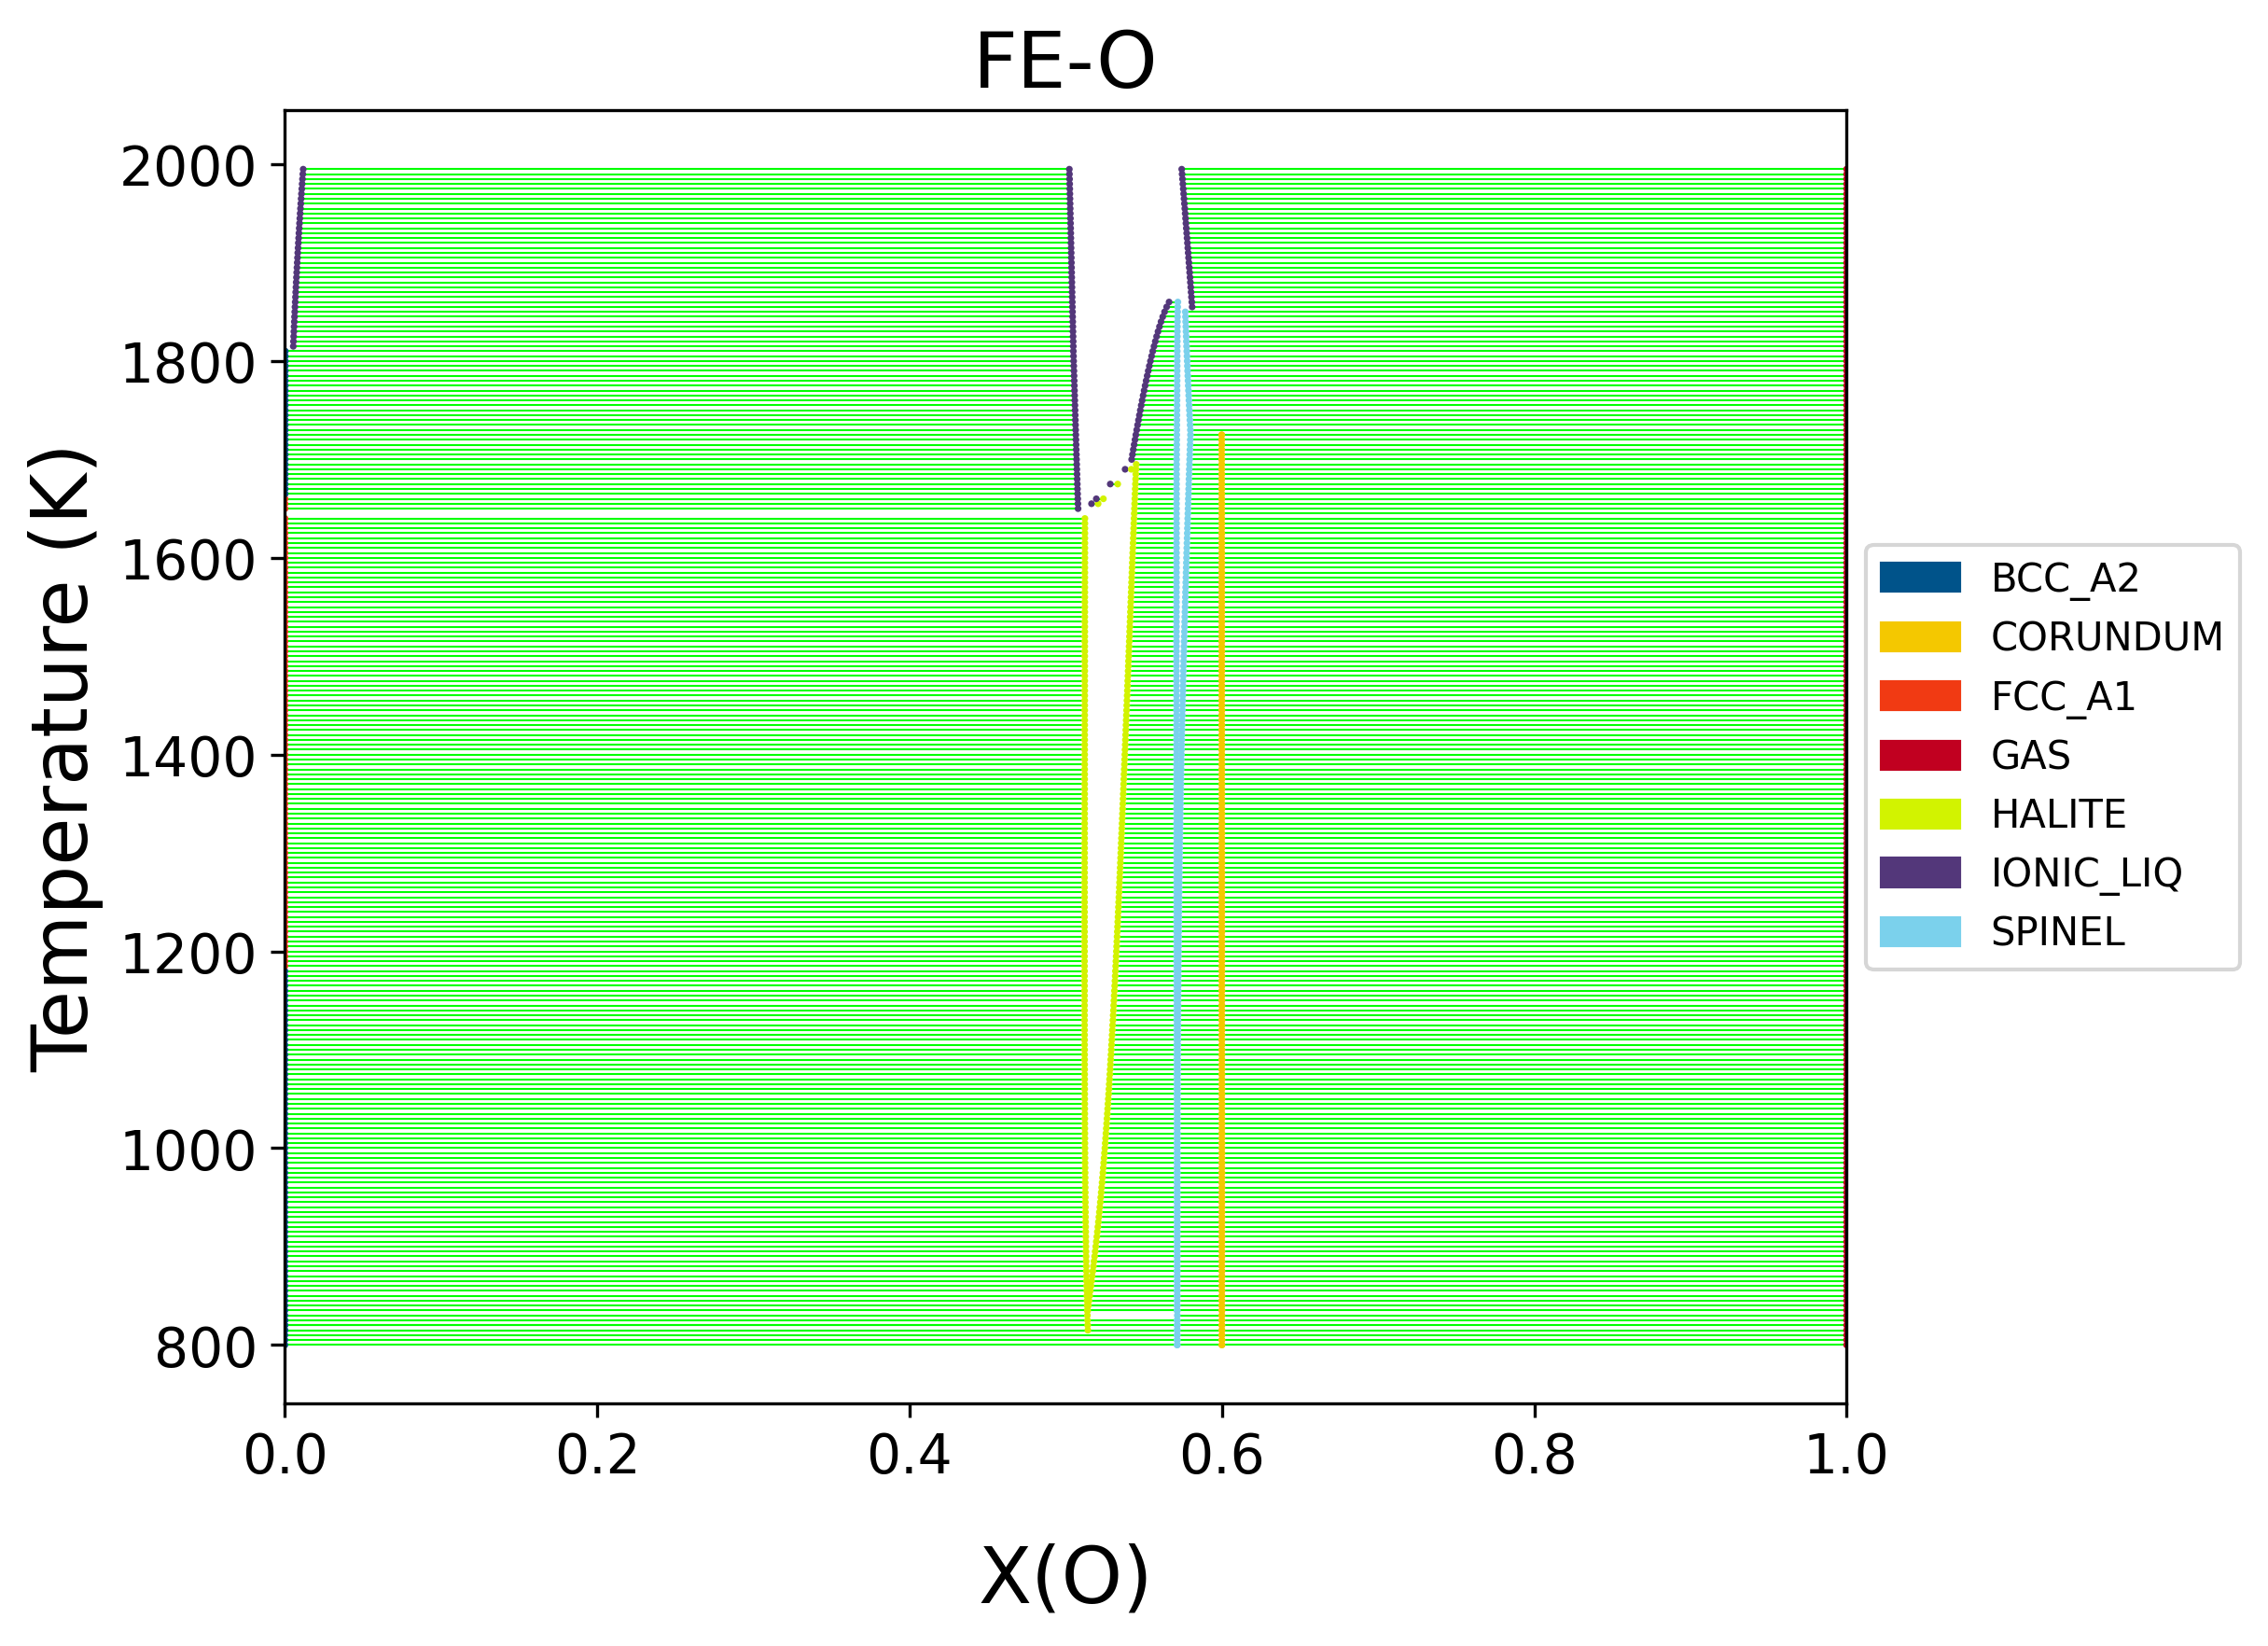 FE-O
Temperature (K)
2000
1800
1600
1400
1200
1000
800
0.0
0.2
0.4
0.6
0.8
1.0
X(O)
BCC_A2
CORUNDUM
FCC_A1
GAS
HALITE
IONIC_LIQ
SPINEL